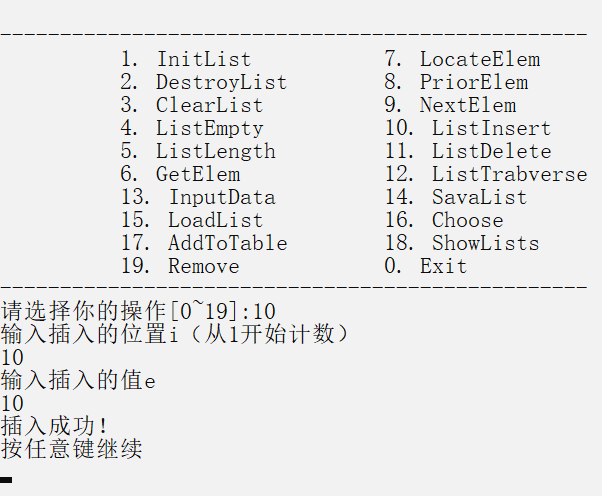 --------------------------------------------------
1. InitList 7. LocateElem
2. DestroyList 8. PriorElem
3. ClearList 9. NextElem
4. ListEmpty 10. ListInsert
5. ListLength 11. ListDelete
6. GetElem 12. ListTrabverse
13. InputData 14. SavaList
15. LoadList 16. Choose
17. AddToTable 18. ShowLists
19. Remove 0. Exit
--------------------------------------------------
请选择你的操作[0~19]:10
输入插入的位置i（从1开始计数）
10
输入插入的值e
10
插入成功！
按任意键继续